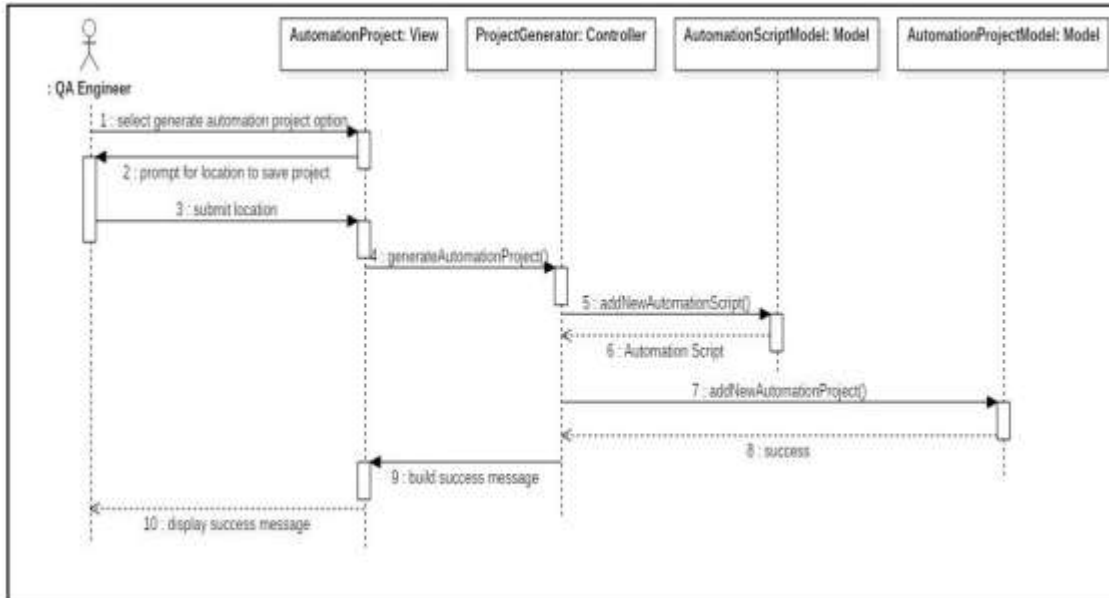 AutomationProject: View
ProjectGenerator: Controller
AutomationScriptModel: Model
AutomationProjectModel: Model
: QA Engineer
1 : select generate automation project option
2 : prompt for location to save project
3 : submit location
4 : generateAutomationProject()
5 : addNewAutomationScript()
6 : Automation Script
7 : addNewAutomationProject()
8 : success
9 : build success message
10 : display success message